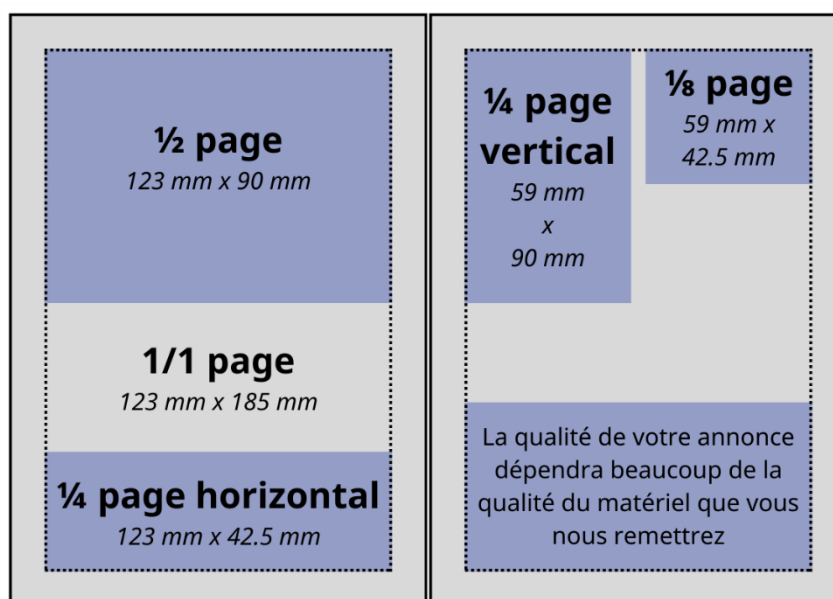 ½ page
123 mm x 90 mm
1/1 page
123 mm x 185 mm
¼ page horizontal
123 mm x 42.5 mm
¼ page
vertical
59 mm
x
90 mm
⅛ page
59 mm x
42.5 mm
La qualité de votre annonce
dépendra beaucoup de la
qualité du matériel que vous
nous remettrez